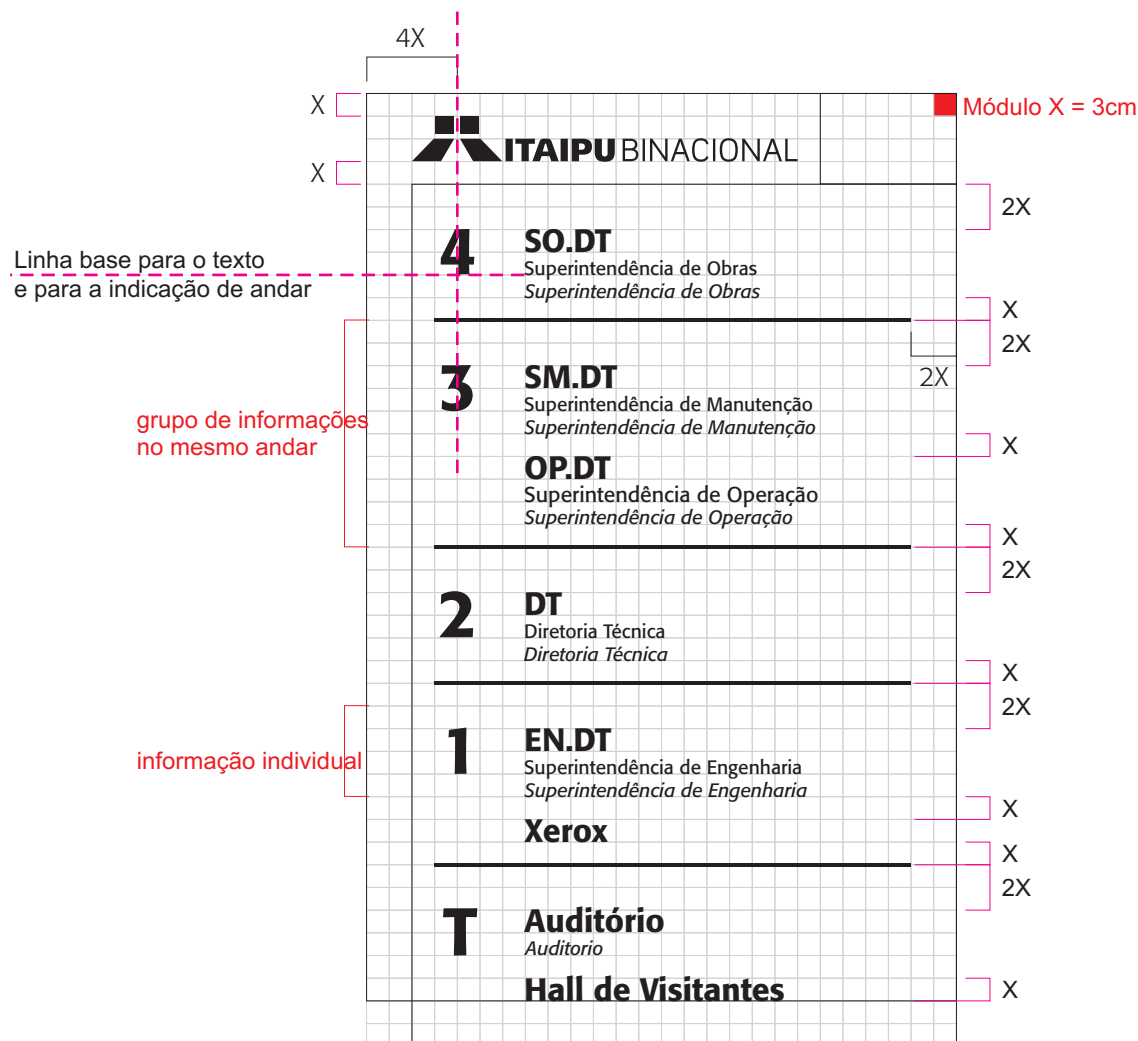 4X
X
Módulo X = 3cm
ITAIPU BINACIONAL
X
2X
4
SO.DT
Linha base para o texto
e para a indicação de andar
Superintendência de Obras
Superintendência de Obras
X
2X
2X
3
SM.DT
Superintendência de Manutenção
Superintendência de Manutenção
grupo de informações
no mesmo andar
X
OP.DT
Superintendência de Operação
Superintendência de Operação
X
2X
2
DT
Diretoria Técnica
Diretoria Técnica
X
2X
1
EN.DT
Superintendência de Engenharia
Superintendência de Engenharia
informação individual
X
Xerox
X
2X
T
Auditório
Auditorio
Hall de Visitantes
X